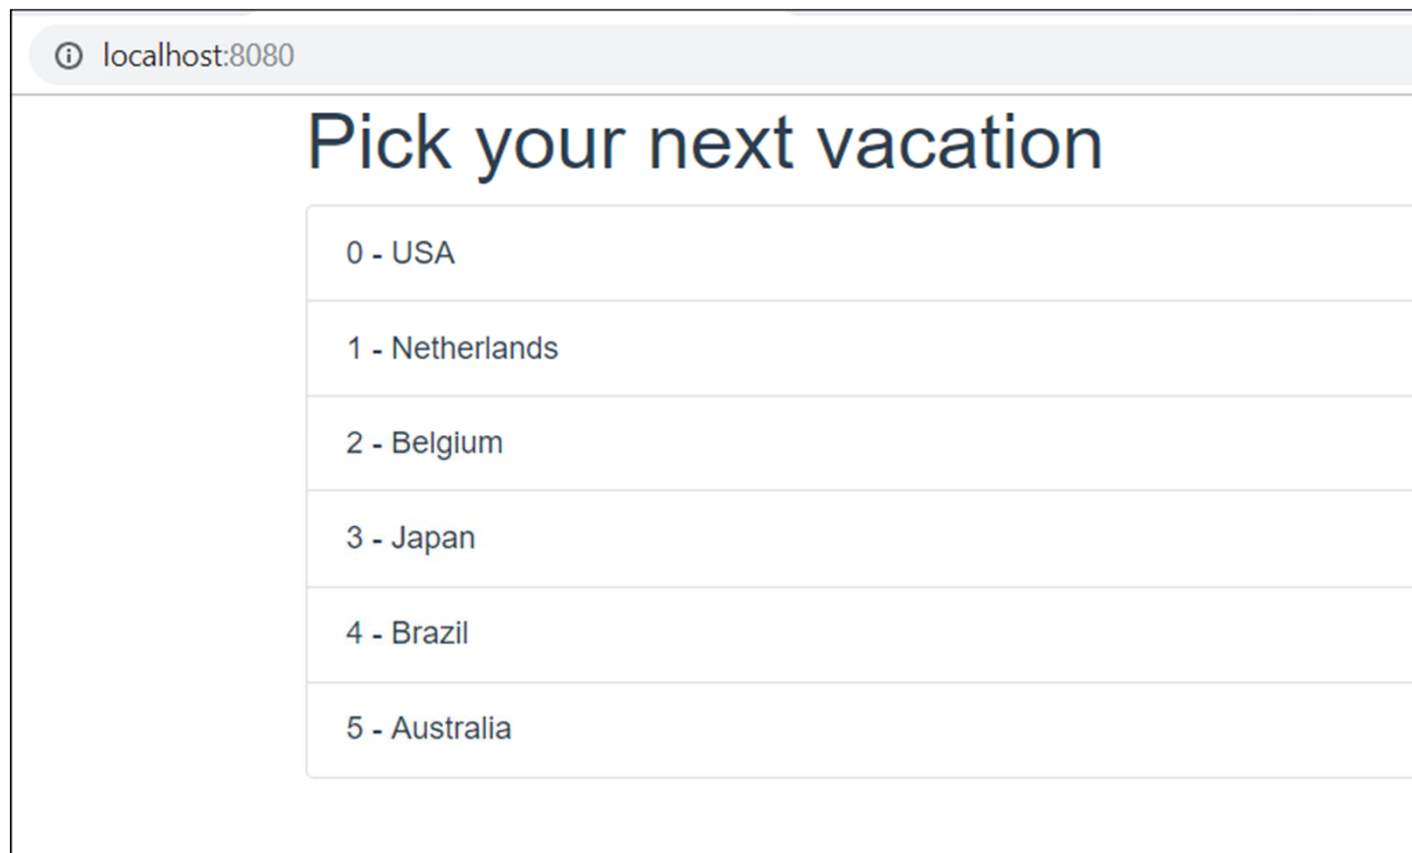 localhost:8080
Pick your next vacation
0 - USA
1 - Netherlands
2 - Belgium
3 - Japan
4 - Brazil
5 - Australia